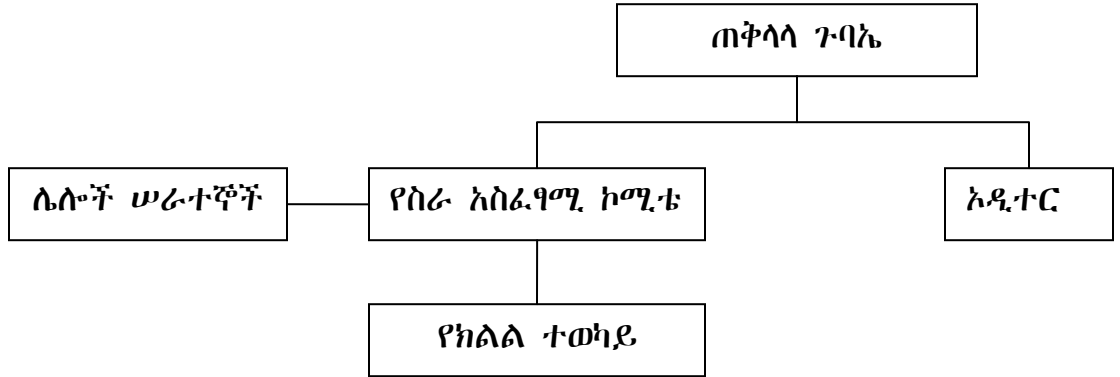 ጠቅላላ ጉባኤ
ሌሎች ሠራተኞች
የስራ አስፈፃሚ ኮሚቴ
ኦዲተር
የክልል ተወካይ